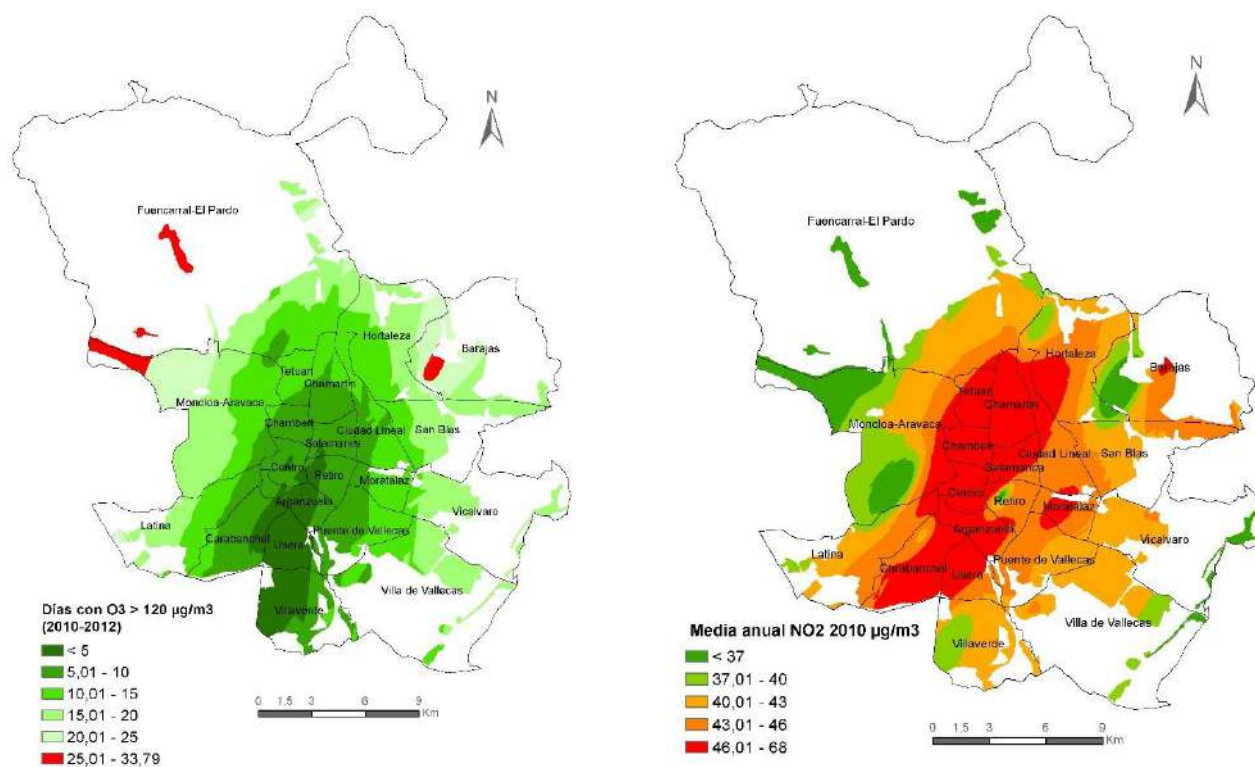 N
Fuencarral-El Pardo
Hortaleza
Barajas
Tetuan
Chamartín
Moncloa-Aravaca
Chamberí
Ciudad Lineal
San Blas
Salamanca
Centro
Retiro
Moratalaz
Arganzuela
Latina
Vicalvaro
Carabanchel
Usera
Puente de Vallecas
Villa de Vallecas
Villaverde
Días con O3 > 120 µg/m3
(2010-2012)
< 5
5,01 - 10
10,01 - 15
15,01 - 20
20,01 - 25
25,01 - 33,79
0 1.5 3 6 9
Km
N
Fuencarral-El Pardo
Hortaleza
Barajas
Tetuan
Chamartín
Moncloa-Aravaca
Chamberí
Ciudad Lineal
San Blas
Salamanca
Centro
Retiro
Moratalaz
Arganzuela
Vicalvaro
Latina
Carabanchel
Usera
Puente de Vallecas
Villa de Vallecas
Villaverde
Media anual NO2 2010 µg/m3
< 37
37,01 - 40
40,01 - 43
43,01 - 46
46,01 - 68
0 1,5 3 6 9
Km